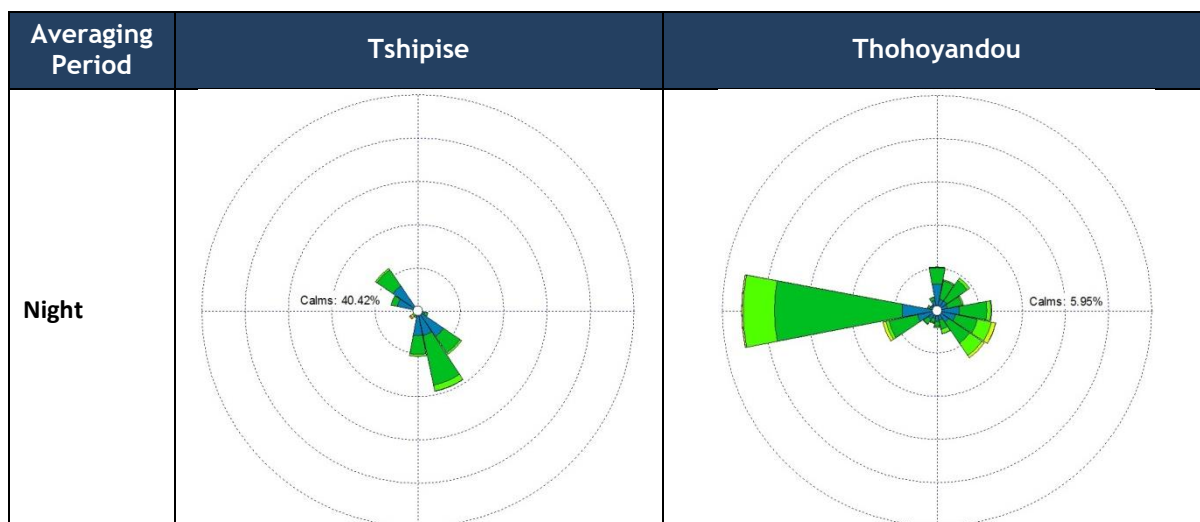 Averaging
Period
Tshipise
Thohoyandou
Night
Calms: 40.42%
Calms: 5.95%